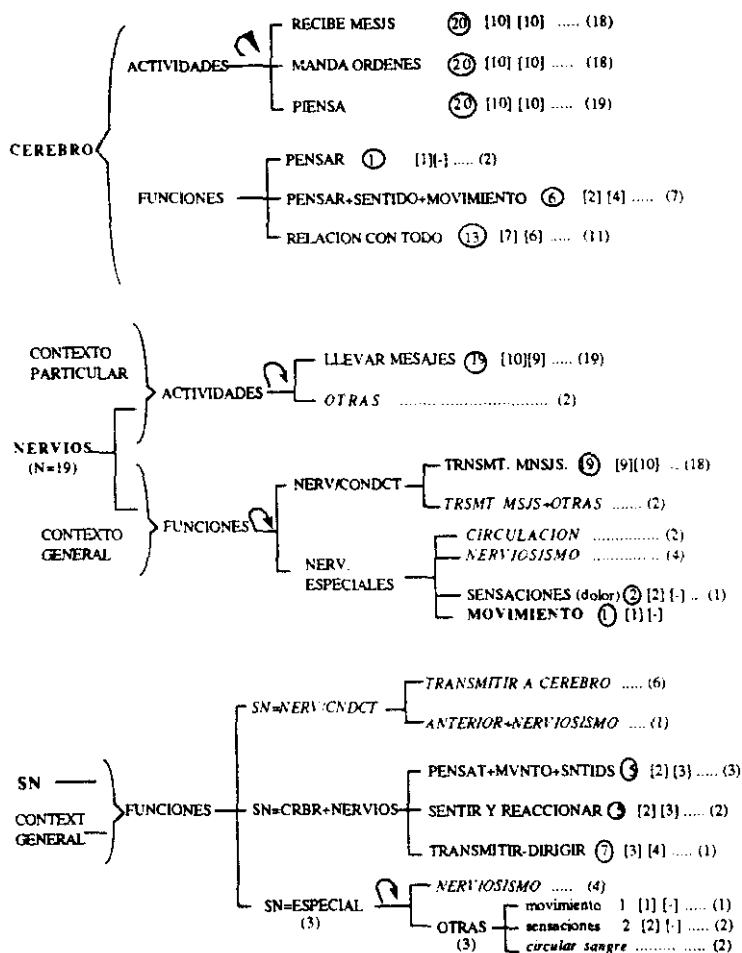 RECIBE MESJS 20 [10] [10] ..... (18)
ACTIVIDADES MANDA ORDENES 20 [10] [10] ..... (18)
PIENSA 20 [10] [10] ..... (19)
CEREBRO
PENSAR 1 [1][-] ..... (2)
FUNCIONES PENSAR+SENTIDO+MOVIMIENTO 6 [2] [4] ..... (7)
RELACION CON TODO 13 [7] [6] ..... (11)
CONTEXTO
PARTICULAR
LLEVAR MESAJES 19 [10][9] ..... (19)
ACTIVIDADES
OTRAS .............................. (2)
NERVIOS
(N=19)
TRNSMT. MNSJS. 19 [9][10] .. (18)
NERV/CONDCT
TRSMT MSJS+OTRAS ....... (2)
CONTEXTO
GENERAL
FUNCIONES
CIRCULACION ............... (2)
NERVIOSISMO ............... (4)
NERV.
ESPECIALES
SENSACIONES (dolor) 2 [2] [-] .. (1)
MOVIMIENTO 1 [1] [-]
TRANSMITIR A CEREBRO ..... (6)
SN=NERV/CNDCT
ANTERIOR+NERVIOSISMO .... (1)
SN
CONTEXT
GENERAL
FUNCIONES
PENSAT+MVNTO+SNTIDS [2] [3] ..... (3)
SN=CRBR+NERVIOS SENTIR Y REACCIONAR [2] [3] ..... (2)
TRANSMITIR-DIRIGIR 7 [3] [4] ..... (1)
NERVIOSISMO ..... (4)
SN=ESPECIAL
(3)
OTRAS
(3)
movimiento 1 [1] [-] ..... (1)
sensaciones 2 [2] [-] ..... (2)
circular sangre ......... ..... (2)